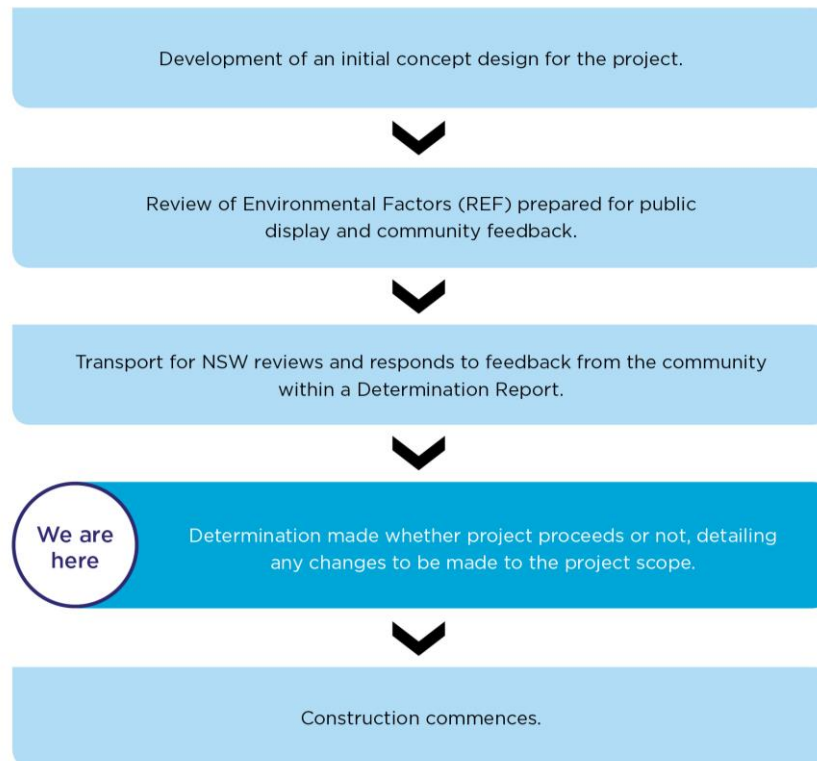 Development of an initial concept design for the project.
Review of Environmental Factors (REF) prepared for public
display and community feedback.
Transport for NSW reviews and responds to feedback from the community
within a Determination Report.
We are
here
Determination made whether project proceeds or not, detailing
any changes to be made to the project scope.
Construction commences.